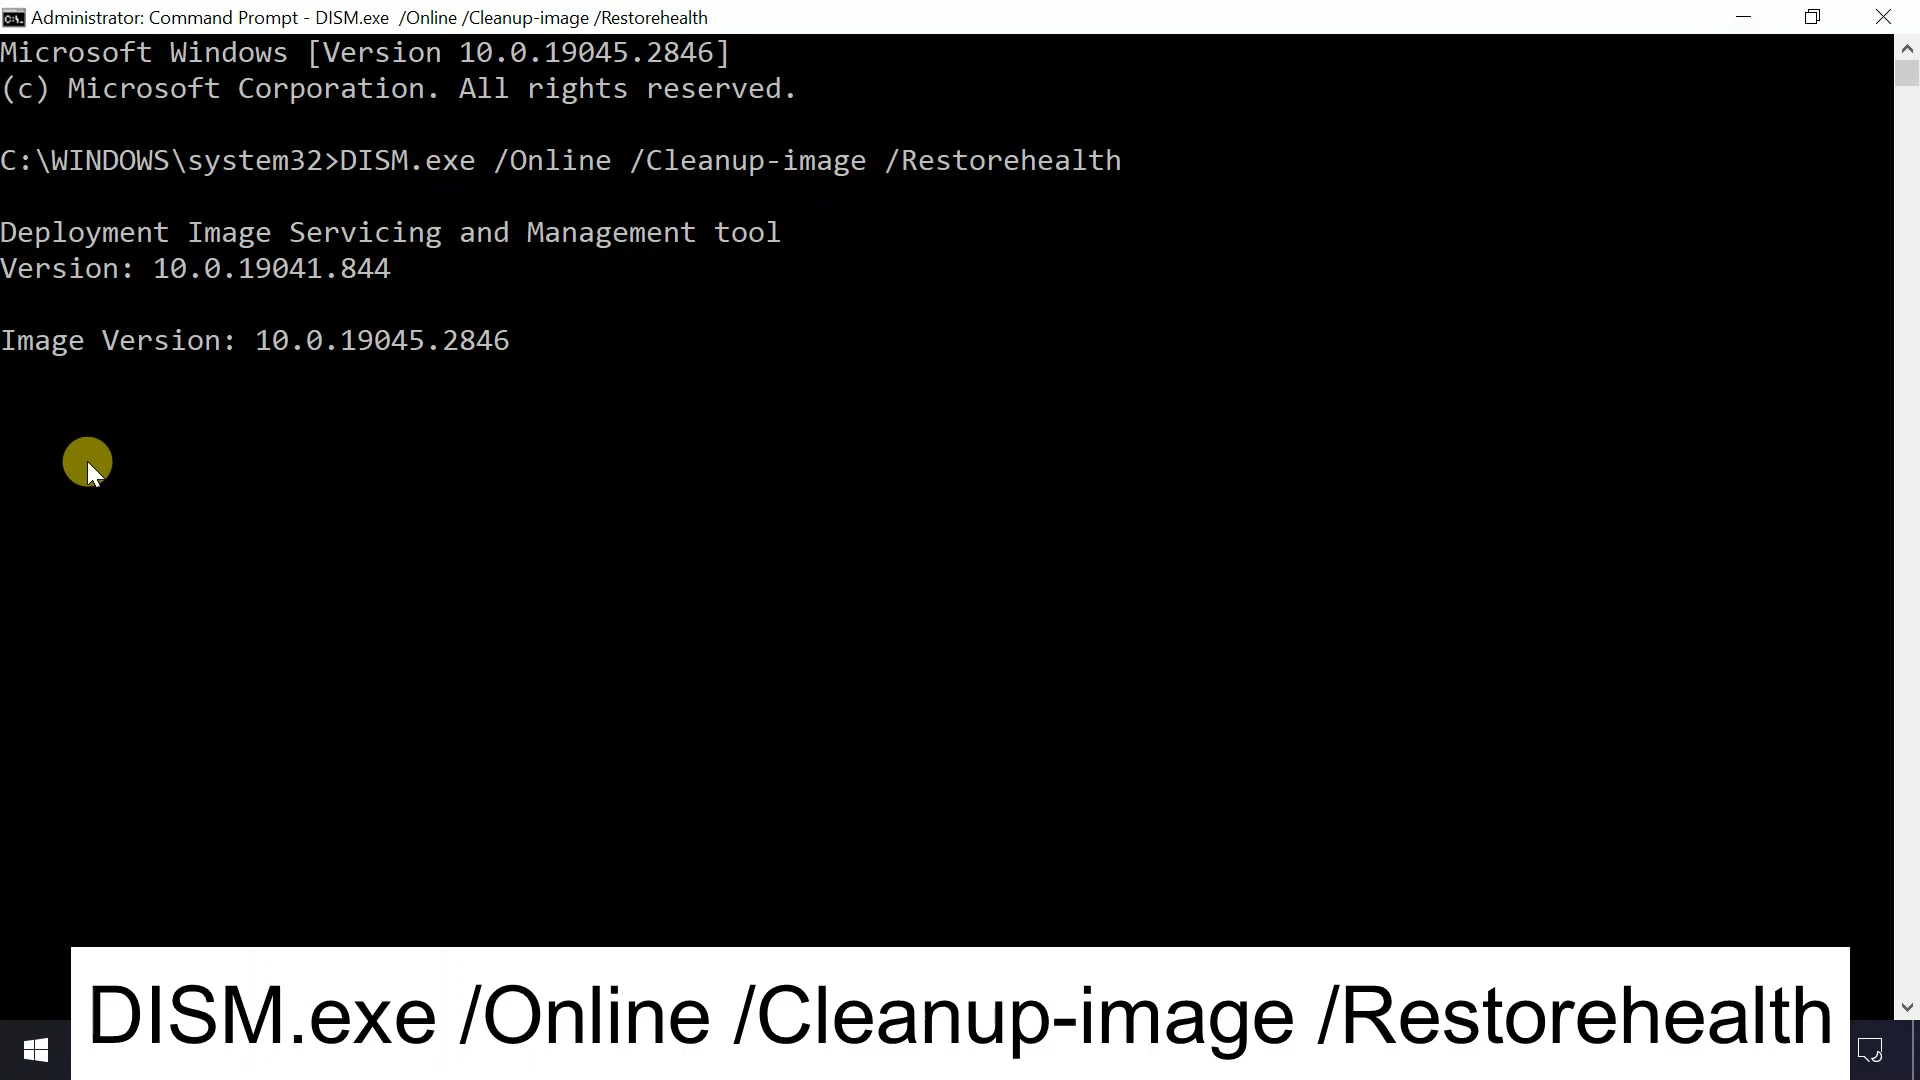 Administrator: Command Prompt - DISM.exe  /Online /Cleanup-image /Restorehealth
Microsoft Windows [Version 10.0.19045.2846]
(c) Microsoft Corporation. All rights reserved.
C:\WINDOWS\system32>DISM.exe /Online /Cleanup-image /Restorehealth
Deployment Image Servicing and Management tool
Version: 10.0.19041.844
Image Version: 10.0.19045.2846
DISM.exe /Online /Cleanup-image /Restorehealth